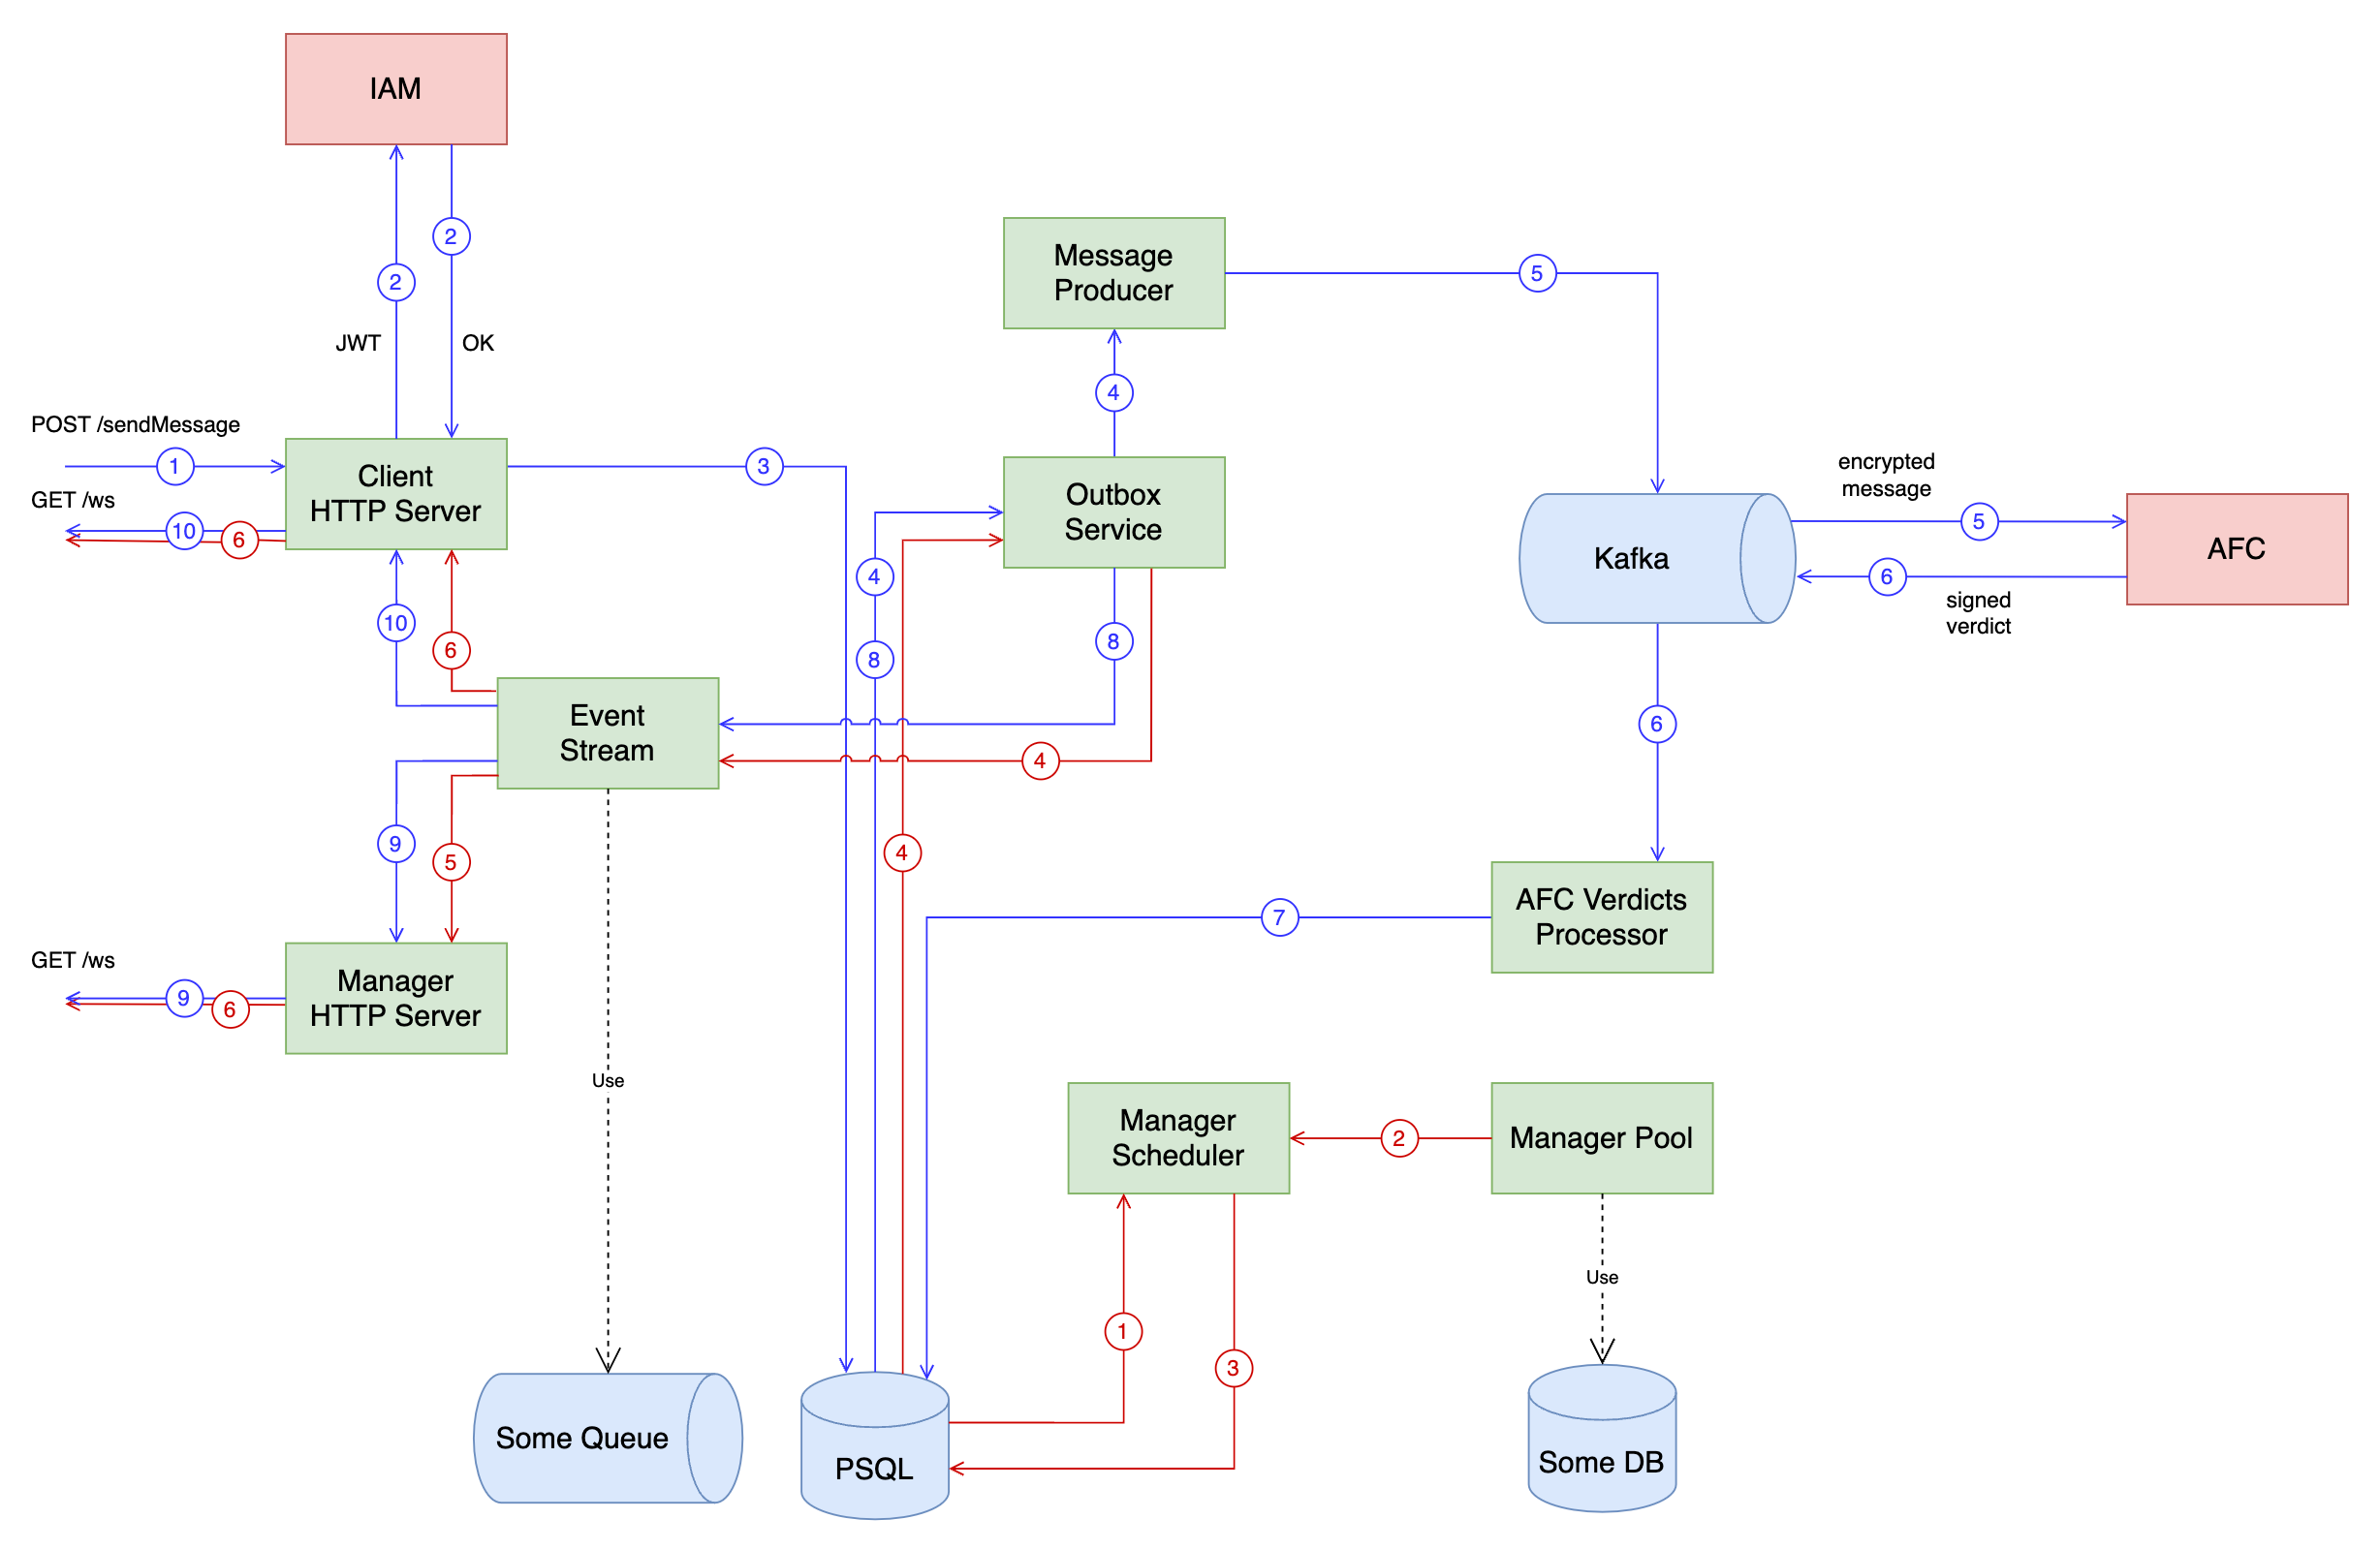 IAM
2
2
JWT
OK
Message
Producer
5
4
POST /sendMessage
1
Client
HTTP Server
3
GET /ws
10
6
Outbox
Service
encrypted
message
5
Kafka
AFC
6
signed
verdict
4
8
8
10
6
Event
Stream
4
6
9
5
4
AFC Verdicts
Processor
7
GET /ws
9
6
Manager
HTTP Server
Use
Manager
Scheduler
2
Manager Pool
Use
1
3
Some Queue
PSQL
Some DB